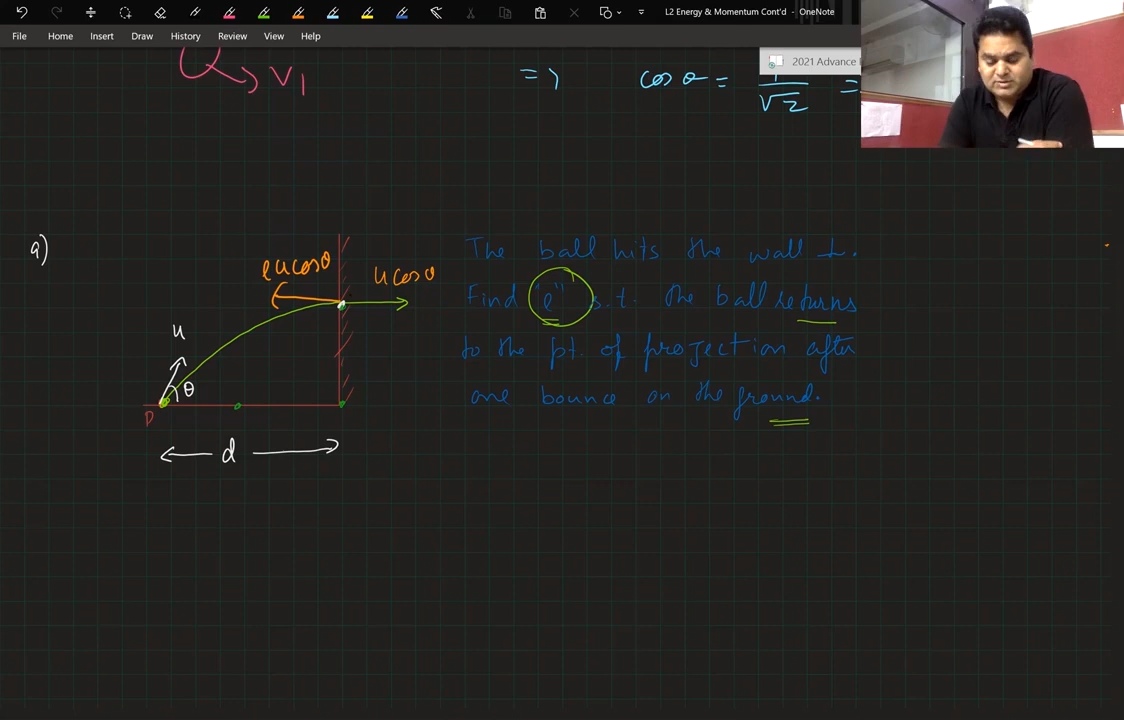 L2 Energy & Momentum Cont'd - OneNote
File Home Insert Draw History Review View Help
2021 Advance
V1
=> cos θ = 1/√2 =
Q)
The ball hits the wall ⊥.
Find "e" s.t. the ball returns
to the pt. of projection after
one bounce on the ground.
eucosθ
ucosθ
u
θ
P
d